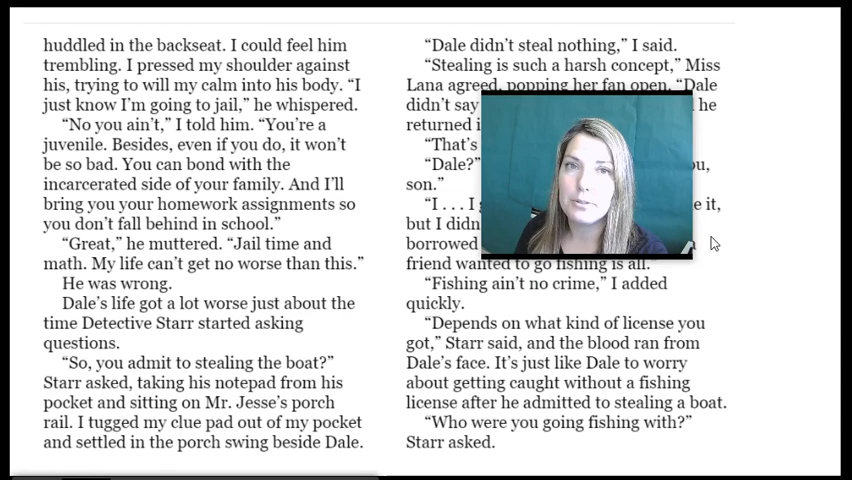 huddled in the backseat. I could feel him
trembling. I pressed my shoulder against
his, trying to will my calm into his body. “I
just know I’m going to jail,” he whispered.
“No you ain’t,” I told him. “You’re a
juvenile. Besides, even if you do, it won’t
be so bad. You can bond with the
incarcerated side of your family. And I’ll
bring you your homework assignments so
you don’t fall behind in school.”
“Great,” he muttered. “Jail time and
math. My life can’t get no worse than this.”
He was wrong.
Dale’s life got a lot worse just about the
time Detective Starr started asking
questions.
“So, you admit to stealing the boat?”
Starr asked, taking his notepad from his
pocket and sitting on Mr. Jesse’s porch
rail. I tugged my clue pad out of my pocket
and settled in the porch swing beside Dale.
“Dale didn’t steal nothing,” I said.
“Stealing is such a harsh concept,” Miss
Lana agreed, popping her fan open. “Dale
didn’t say he
returned
“That’s
“Dale?”
son.”
“I . . . I it,
but I
borrowed
friend wanted to go fishing is all.”
“Fishing ain’t no crime,” I added
quickly.
“Depends on what kind of license you
got,” Starr said, and the blood ran from
Dale’s face. It’s just like Dale to worry
about getting caught without a fishing
license after he admitted to stealing a boat.
“Who were you going fishing with?”
Starr asked.